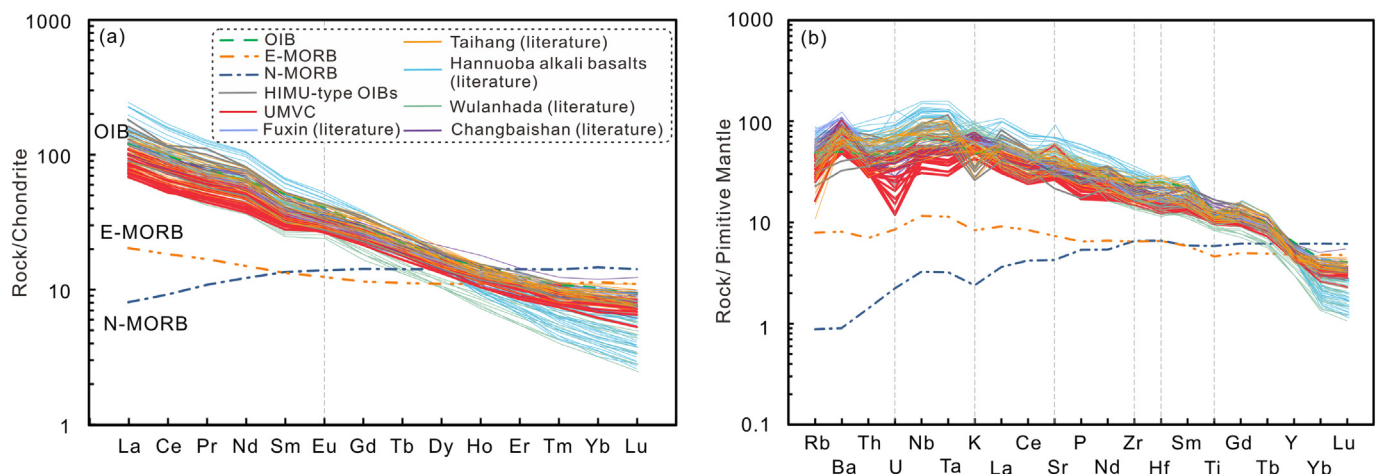 (a)
Rock/Chondrite
1000
100
10
1
OIB
E-MORB
N-MORB
HIMU-type OIBs
UMVC
Fuxin (literature)
Taihang (literature)
Hannuoba alkali basalts
(literature)
Wulanhada (literature)
Changbaishan (literature)
OIB
E-MORB
N-MORB
La Ce Pr Nd Sm Eu Gd Tb Dy Ho Er Tm Yb Lu
(b)
Rock/ Pimitive Mantle
1000
100
10
1
0.1
Rb Th Nb K Ce P Zr Sm Gd Y Lu
Ba U Ta La Sr Nd Hf Ti Tb Yb